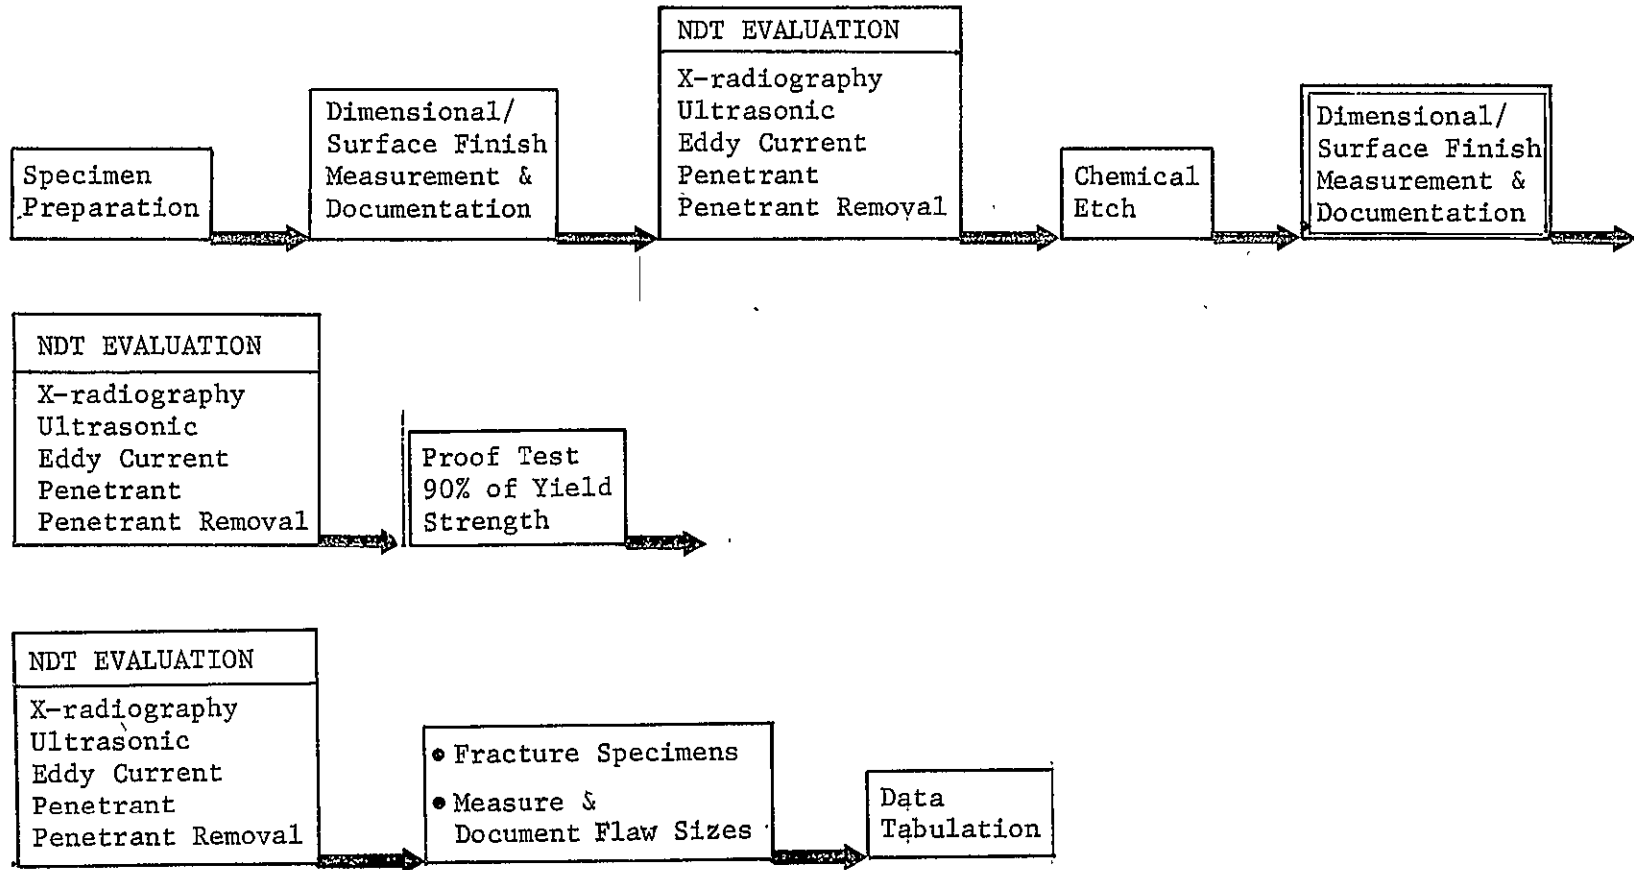 Specimen
Preparation
Dimensional/
Surface Finish
Measurement &
Documentation
NDT EVALUATION
X-radiography
Ultrasonic
Eddy Current
Penetrant
Penetrant Removal
Chemical
Etch
Dimensional/
Surface Finish
Measurement &
Documentation
NDT EVALUATION
X-radiography
Ultrasonic
Eddy Current
Penetrant
Penetrant Removal
Proof Test
90% of Yield
Strength
NDT EVALUATION
X-radiography
Ultrasonic
Eddy Current
Penetrant
Penetrant Removal
• Fracture Specimens
• Measure &
Document Flaw Sizes
Data
Tabulation